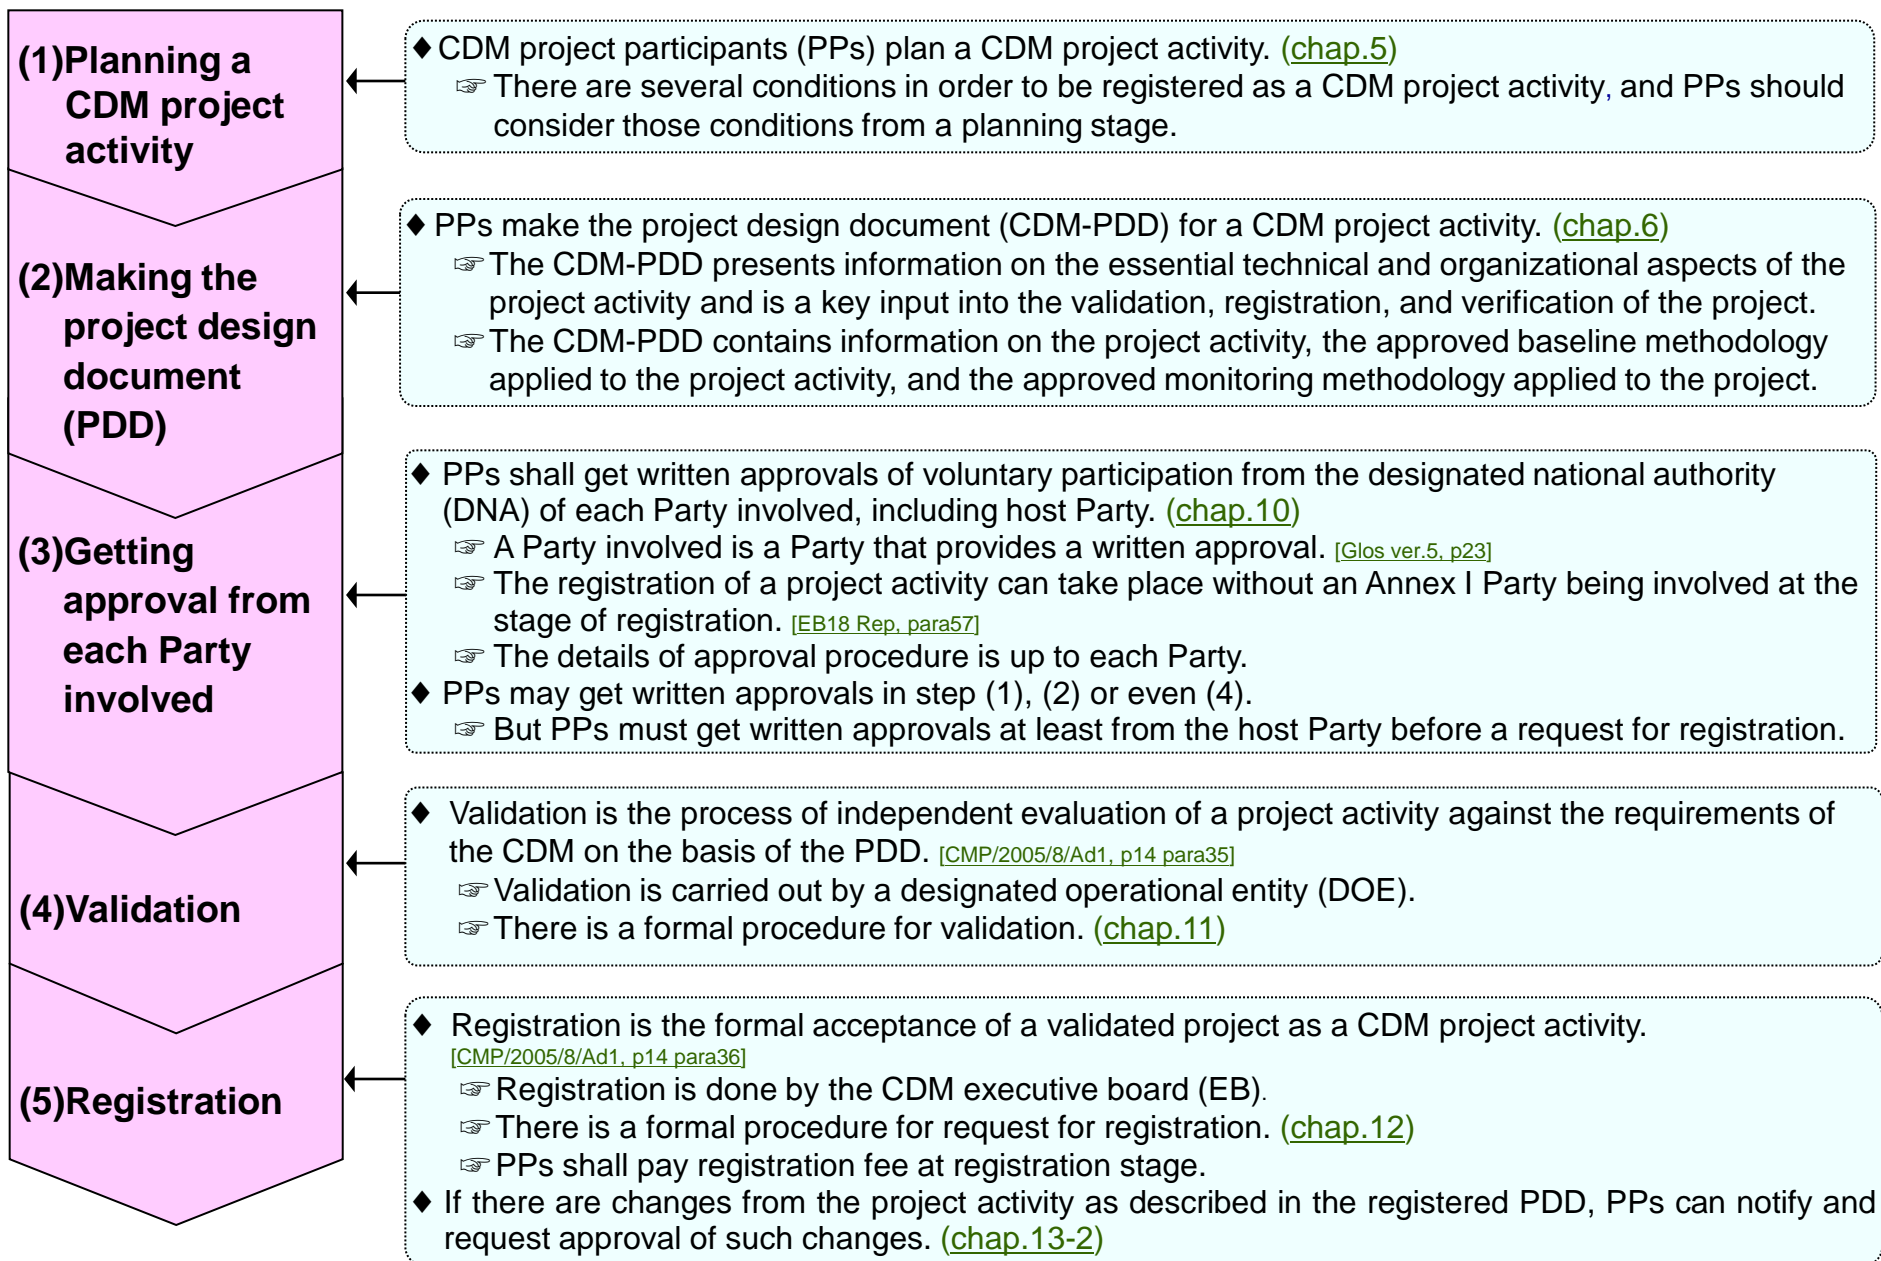 (1)Planning a
CDM project
activity
♦ CDM project participants (PPs) plan a CDM project activity. (chap.5)
☞ There are several conditions in order to be registered as a CDM project activity, and PPs should
consider those conditions from a planning stage.
(2)Making the
project design
document
(PDD)
♦ PPs make the project design document (CDM-PDD) for a CDM project activity. (chap.6)
☞ The CDM-PDD presents information on the essential technical and organizational aspects of the
project activity and is a key input into the validation, registration, and verification of the project.
☞ The CDM-PDD contains information on the project activity, the approved baseline methodology
applied to the project activity, and the approved monitoring methodology applied to the project.
(3)Getting
approval from
each Party
involved
♦ PPs shall get written approvals of voluntary participation from the designated national authority
(DNA) of each Party involved, including host Party. (chap.10)
☞ A Party involved is a Party that provides a written approval. [Glos ver.5, p23]
☞ The registration of a project activity can take place without an Annex I Party being involved at the
stage of registration. [EB18 Rep, para57]
☞ The details of approval procedure is up to each Party.
♦ PPs may get written approvals in step (1), (2) or even (4).
☞ But PPs must get written approvals at least from the host Party before a request for registration.
(4)Validation
♦ Validation is the process of independent evaluation of a project activity against the requirements of
the CDM on the basis of the PDD. [CMP/2005/8/Ad1, p14 para35]
☞ Validation is carried out by a designated operational entity (DOE).
☞ There is a formal procedure for validation. (chap.11)
(5)Registration
♦ Registration is the formal acceptance of a validated project as a CDM project activity.
[CMP/2005/8/Ad1, p14 para36]
☞ Registration is done by the CDM executive board (EB).
☞ There is a formal procedure for request for registration. (chap.12)
☞ PPs shall pay registration fee at registration stage.
♦ If there are changes from the project activity as described in the registered PDD, PPs can notify and
request approval of such changes. (chap.13-2)